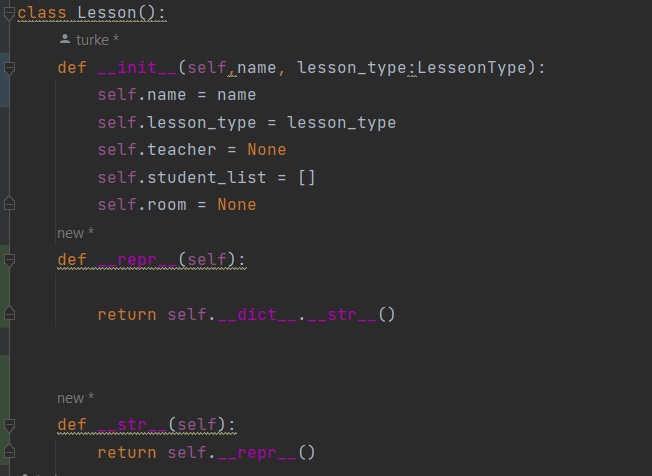 class Lesson():
turke *
def __init__(self,name, lesson_type:LesseonType):
self.name = name
self.lesson_type = lesson_type
self.teacher = None
self.student_list = []
self.room = None
new *
def __repr__(self):
return self.__dict__.__str__()
new *
def __str__(self):
return self.__repr__()